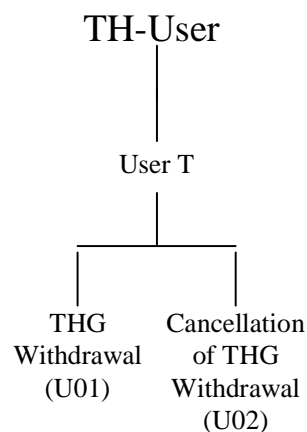 TH-User
User T
THG
Withdrawal
(U01)
Cancellation
of THG
Withdrawal
(U02)